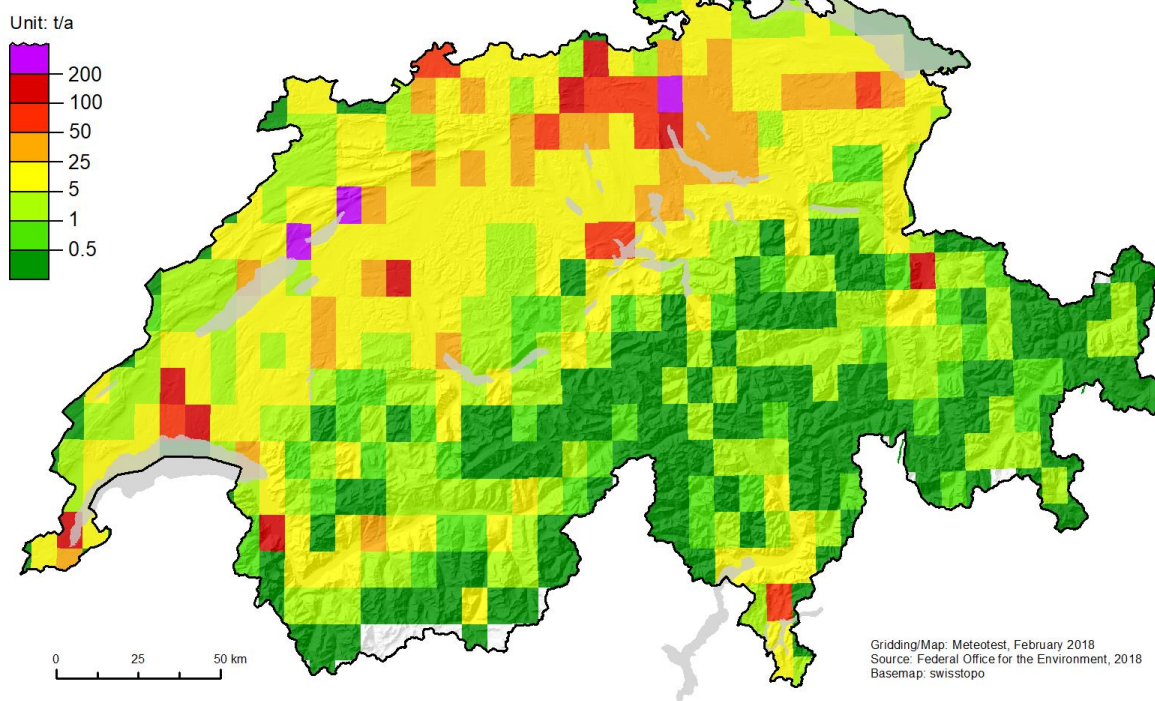 Unit: t/a
200
100
50
25
5
1
0.5
0 25 50 km
Gridding/Map: Meteotest, February 2018
Source: Federal Office for the Environment, 2018
Basemap: swisstopo